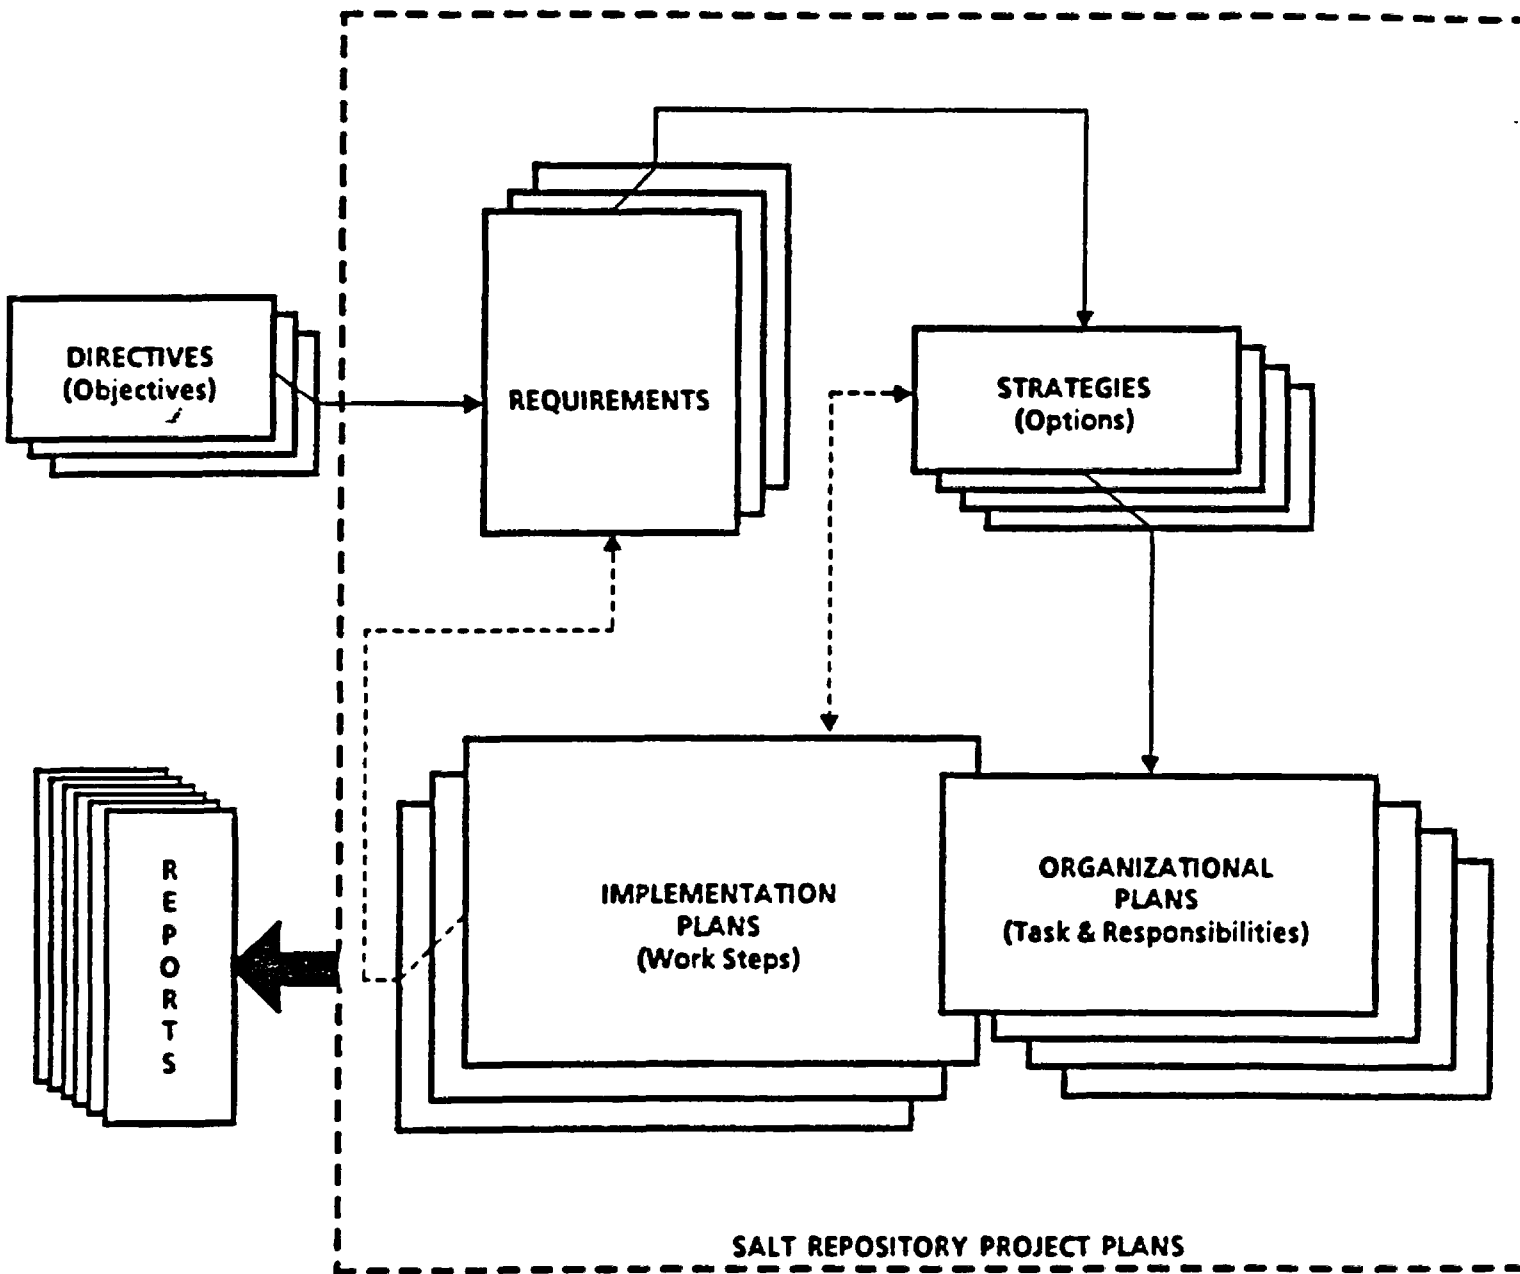 DIRECTIVES
(Objectives)
REQUIREMENTS
STRATEGIES
(Options)
R
E
P
O
R
T
S
IMPLEMENTATION
PLANS
(Work Steps)
ORGANIZATIONAL
PLANS
(Task & Responsibilities)
SALT REPOSITORY PROJECT PLANS